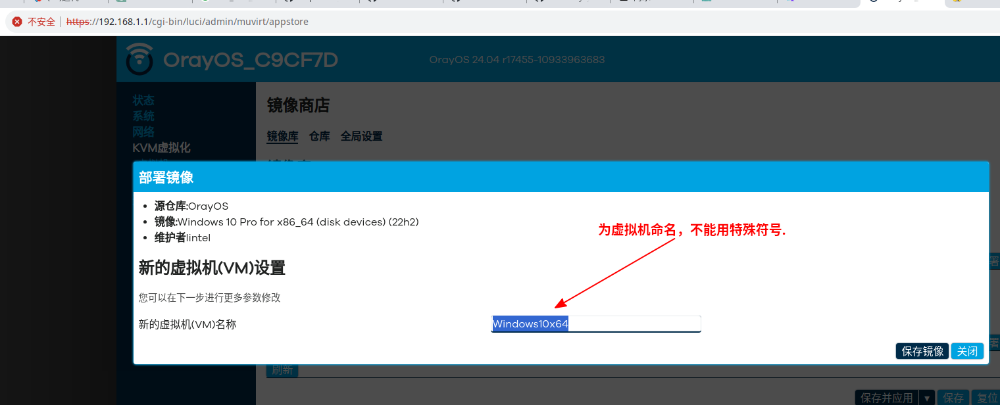 不安全 https://192.168.1.1/cgi-bin/luci/admin/muvirt/appstore
OrayOS_C9CF7D
OrayOS 24.04 r17455-10933963683
状态
系统
网络
KVM虚拟化
镜像商店
镜像库 仓库 全局设置
部署镜像
源仓库:OrayOS
镜像:Windows 10 Pro for x86_64 (disk devices) (22h2)
维护者lintel
为虚拟机命名，不能用特殊符号.
新的虚拟机(VM)设置
您可以在下一步进行更多参数修改
新的虚拟机(VM)名称
Windows10x64
保存镜像 关闭
刷新
保存并应用 保存 复位